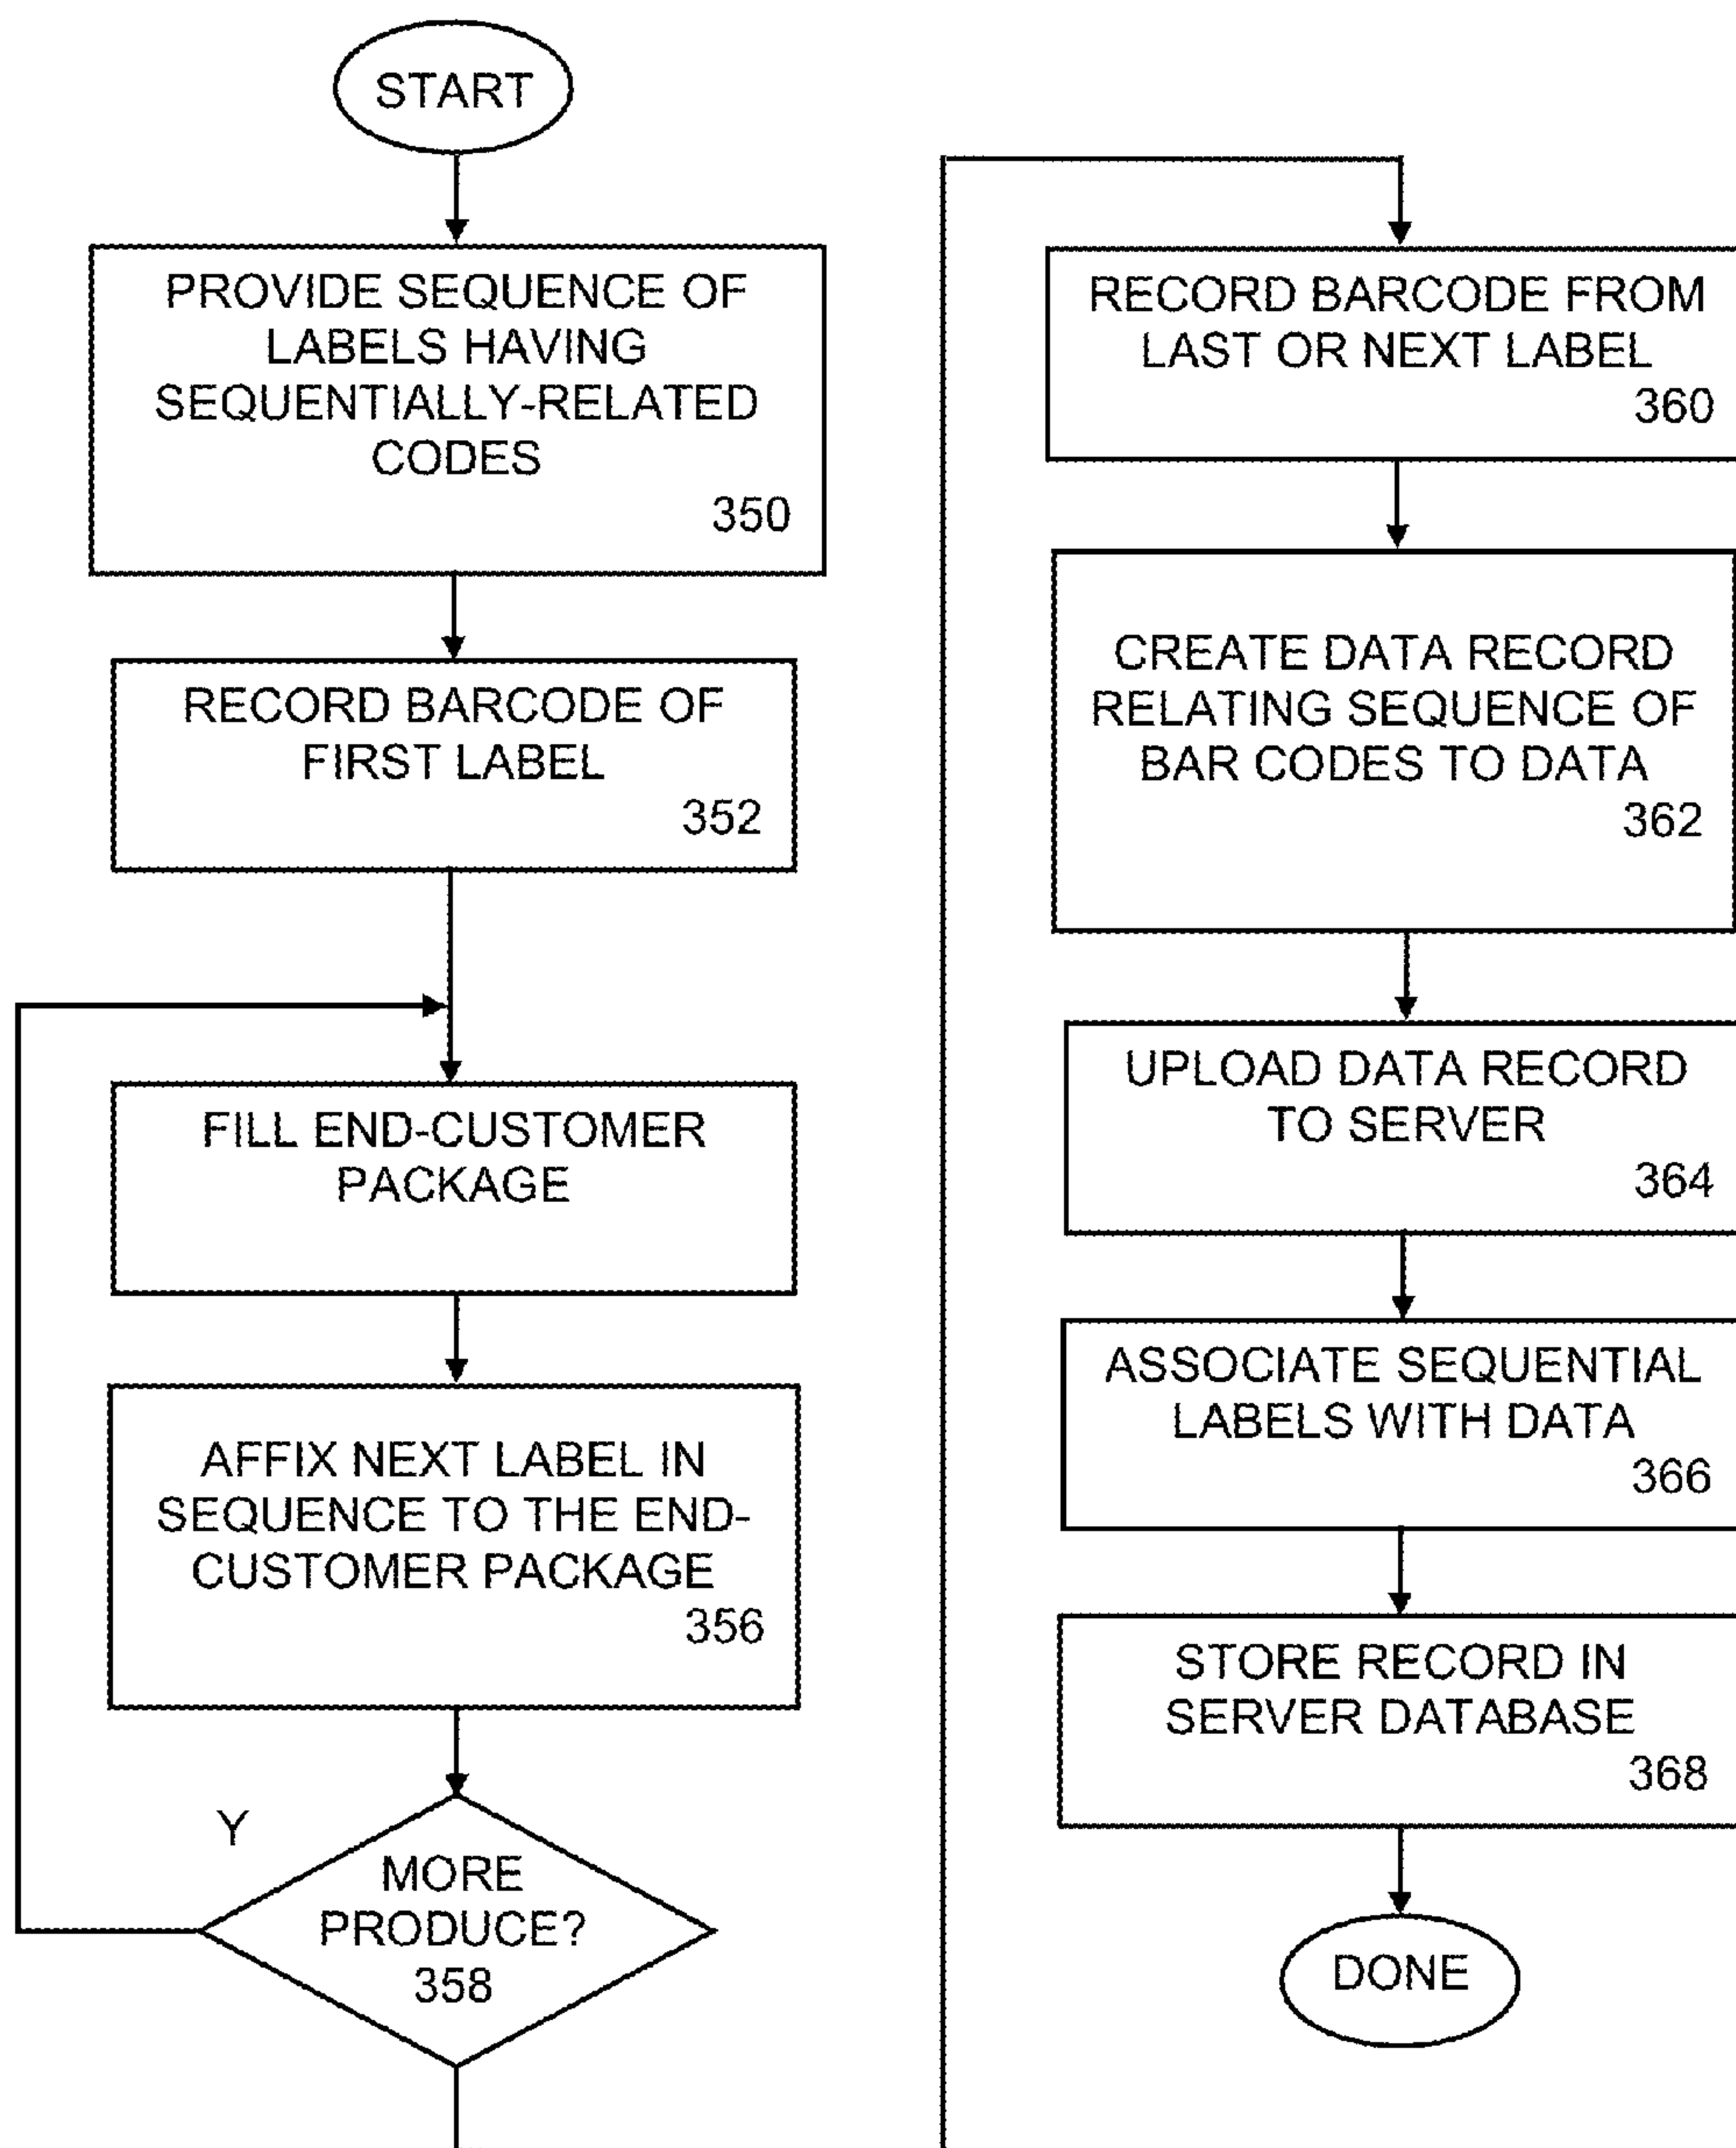 START
PROVIDE SEQUENCE OF
LABELS HAVING
SEQUENTIALLY-RELATED
CODES
350
RECORD BARCODE OF
FIRST LABEL
352
FILL END-CUSTOMER
PACKAGE
AFFIX NEXT LABEL IN
SEQUENCE TO THE END-
CUSTOMER PACKAGE
356
Y
MORE
PRODUCE?
358
RECORD BARCODE FROM
LAST OR NEXT LABEL
360
CREATE DATA RECORD
RELATING SEQUENCE OF
BAR CODES TO DATA
362
UPLOAD DATA RECORD
TO SERVER
364
ASSOCIATE SEQUENTIAL
LABELS WITH DATA
366
STORE RECORD IN
SERVER DATABASE
368
DONE